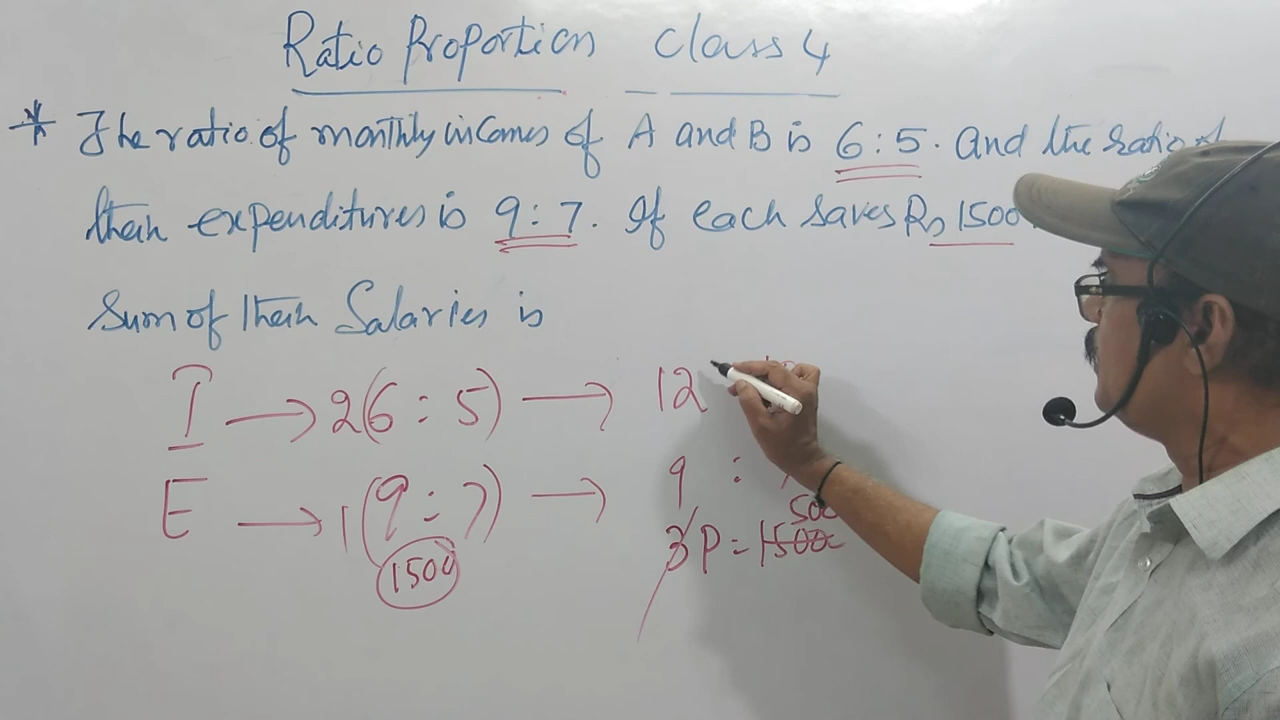 Ratio Proportion Class 4
* The ratio of monthly incomes of A and B is 6:5. And the ratio of
their expenditures is 9:7. If each saves Rs 1500
Sum of their Salaries is
I → 2(6:5) → 12
E → 1(9:7) → 9 :
1500
500
3P = 1500